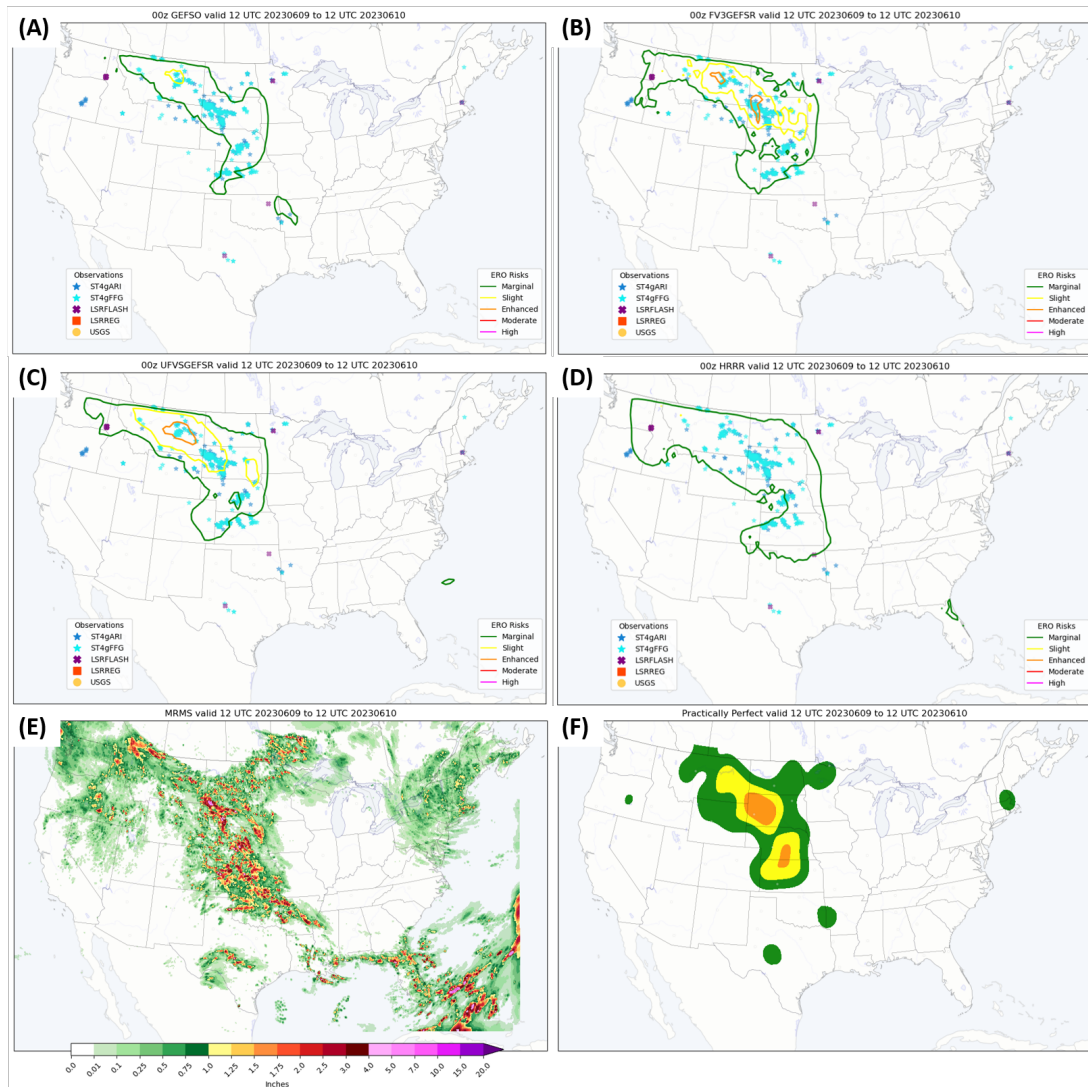 (A)
00z GEFSO valid 12 UTC 20230609 to 12 UTC 20230610
Observations
ST4gARI
ST4gFFG
LSRFLASH
LSRREG
USGS
ERO Risks
Marginal
Slight
Enhanced
Moderate
High
(B)
00z FV3GEFSR valid 12 UTC 20230609 to 12 UTC 20230610
Observations
ST4gARI
ST4gFFG
LSRFLASH
LSRREG
USGS
ERO Risks
Marginal
Slight
Enhanced
Moderate
High
(C)
00z UFVSGEFSR valid 12 UTC 20230609 to 12 UTC 20230610
Observations
ST4gARI
ST4gFFG
LSRFLASH
LSRREG
USGS
ERO Risks
Marginal
Slight
Enhanced
Moderate
High
(D)
00z HRRR valid 12 UTC 20230609 to 12 UTC 20230610
Observations
ST4gARI
ST4gFFG
LSRFLASH
LSRREG
USGS
ERO Risks
Marginal
Slight
Enhanced
Moderate
High
(E)
MRMS valid 12 UTC 20230609 to 12 UTC 20230610
0.0 0.01 0.1 0.25 0.5 0.75 1.0 1.25 1.5 1.75 2.0 2.5 3.0 4.0 5.0 7.0 10.0 15.0 20.0
Inches
(F)
Practically Perfect valid 12 UTC 20230609 to 12 UTC 20230610